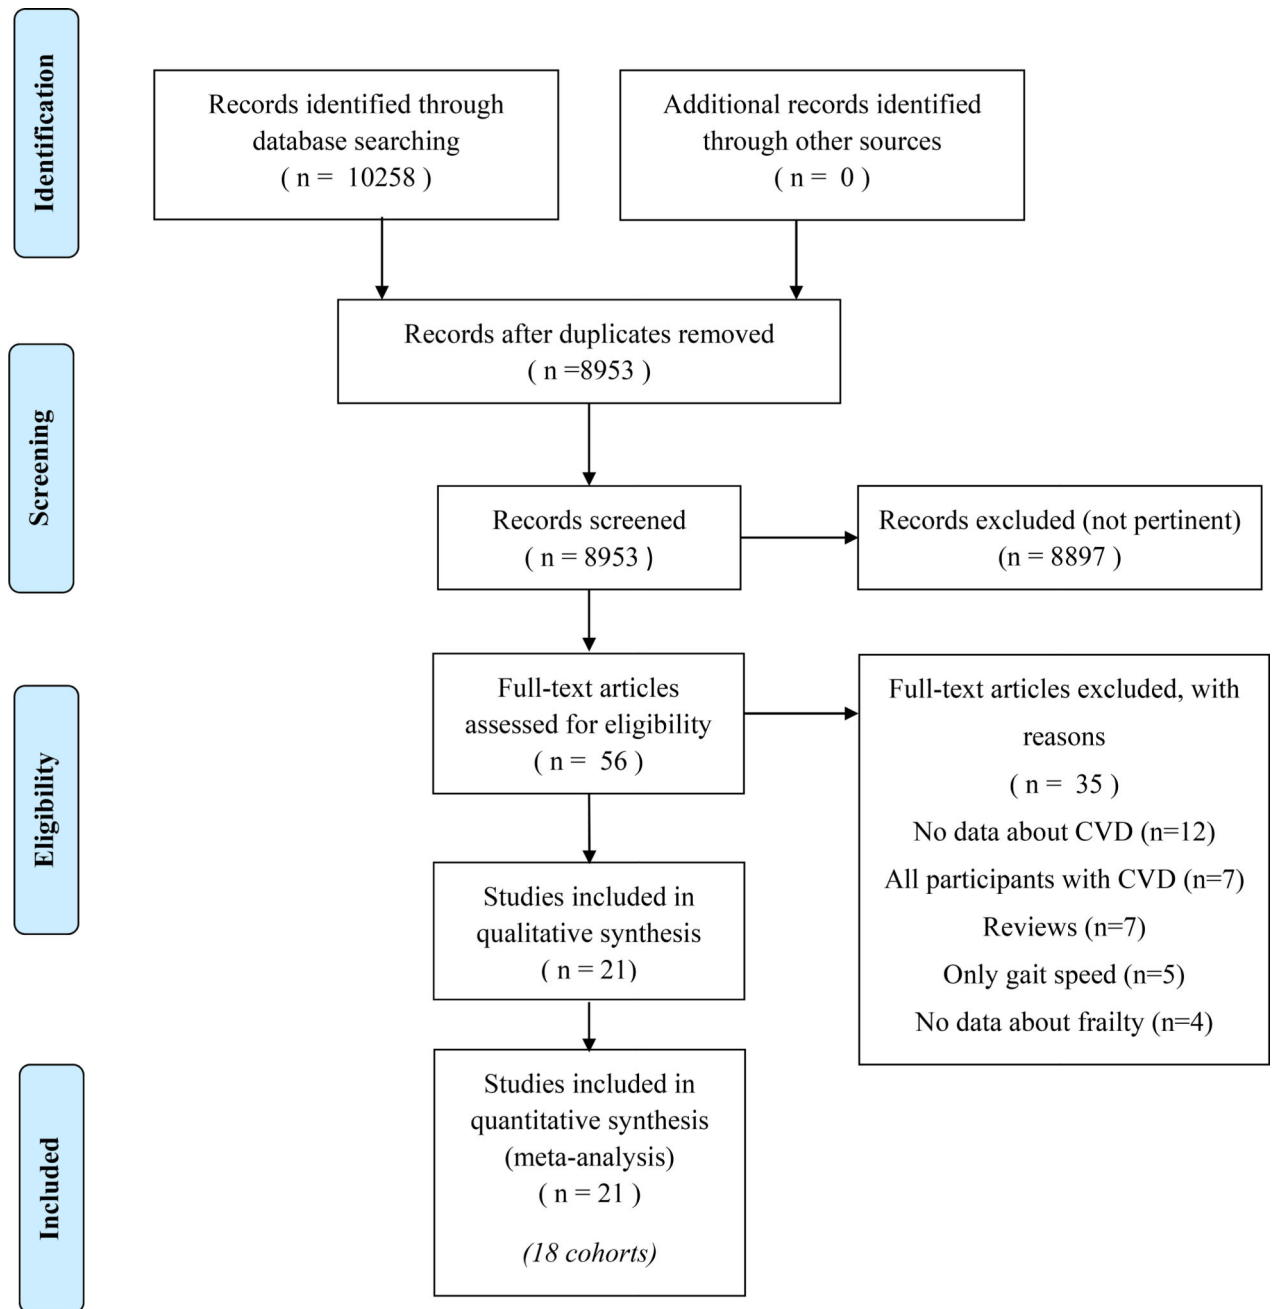 Identification
Records identified through
database searching
( n =  10258 )
Additional records identified
through other sources
( n =  0 )
Records after duplicates removed
( n =8953 )
Screening
Records screened
( n = 8953 )
Records excluded (not pertinent)
(n = 8897 )
Eligibility
Full-text articles
assessed for eligibility
( n =  56 )
Full-text articles excluded, with
reasons
( n =  35 )
No data about CVD (n=12)
All participants with CVD (n=7)
Reviews (n=7)
Only gait speed (n=5)
No data about frailty (n=4)
Studies included in
qualitative synthesis
( n = 21)
Included
Studies included in
quantitative synthesis
(meta-analysis)
( n = 21 )
(18 cohorts)